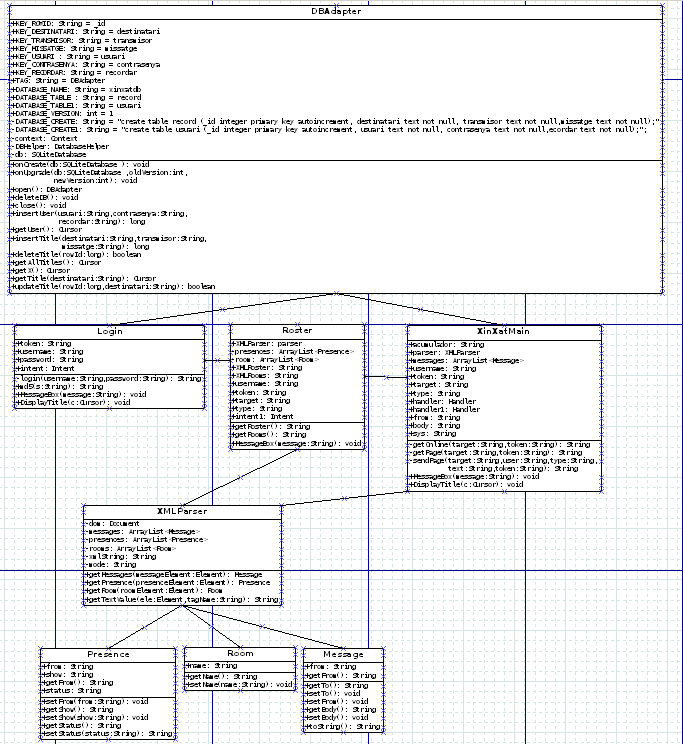 DBAdapter
+KEY_ROWID: String = _id
+KEY_DESTINATARI: String = destinatari
+KEY_TRANSMISOR: String = transmisor
+KEY_MISSATGE: String = missatge
+KEY_USUARI : String = usuari
+KEY_CONTRASENYA: String = contrasenya
+KEY_RECORDAR: String = recordar
+TAG: String = DBAdapter
+DATABASE_NAME: String = xinxatdb
+DATABASE_TABLE : String = record
+DATABASE_TABLE1: String = usuari
+DATABASE_VERSION: int = 1
-DATABASE_CREATE: String = "create table record (_id integer primary key autoincrement, destinatari text not null, transmisor text not null,missatge text not null);"
-DATABASE_CREATE1: String = "create table usuari (_id integer primary key autoincrement, usuari text not null, contrasenya text not null,ecordar text not null);";
-context: Context
-DBHelper: DatabaseHelper
-db: SQLiteDatabase
+onCreate(db:SQLiteDatabase ): void
+onUpgrade(db:SQLiteDatabase ,oldVersion:int,
newVersion:int): void
+open(): DBAdapter
+deleteDB(): void
+close(): void
+insertUser(usuari:String,contrasenya:String,
recordar:String): long
+getUser(): Cursor
+insertTitle(destinatari:String,transmisor:String,
missatge:String): long
+deleteTitle(rowId:long): boolean
+getAllTitles(): Cursor
+getX(): Cursor
+getTitle(destinatari:String): Cursor
+updateTitle(rowId:long,destinatari:String): boolean
Login
+token: String
+username: String
+password: String
+intent: Intent
-login(username:String,password:String): String
+md5(s:String): String
+MessageBox(message:String): void
+DisplayTitle(c:Cursor): void
Roster
+XMLParser: parser
-presences: ArrayList<Presence>
-room: ArrayList<Room>
+XMLRoster: String
+XMLRooms: String
+username: String
+token: String
+target: String
+type: String
+intent1: Intent
+getRoster(): String
+getRooms(): String
+MessageBox(message:String): void
XinXatMain
+acumulador: String
+parser: XMLParser
+messages: ArrayList<Message>
+username: String
+token: String
+target: String
+type: String
+handler: Handler
+handler1: Handler
+from: String
+body: String
+sys: String
-getOnline(target:String,token:String): String
-getPage(target:String,token:String): String
-sendPage(target:String,user:String,type:String,
text:String,token:String): String
+MessageBox(message:String): void
+DisplayTitle(c:Cursor): void
XMLParser
-dom: Document
-messages: ArrayList<Message>
-presences: ArrayList<Presence>
-rooms: ArrayList<Room>
-xmlString: String
-mode: String
+getMessages(messageElement:Element): Message
+getPresence(presenceElement:Element): Presence
+getRoom(roomElement:Element): Room
+getTextValue(ele:Element,tagName:String): String
Presence
+from: String
+show: String
+getFrom(): String
+status: String
+setFrom(from:String): void
+getShow(): String
+setShow(show:String): void
+getStatus(): String
+setStatus(status:String): String
Room
+name: String
+getName(): String
+setName(name:String): void
Message
+from: String
+getFrom(): String
+getTo(): String
+setTo(): void
+setFrom(): void
+getBody(): String
+setBody(): void
+toString(): String